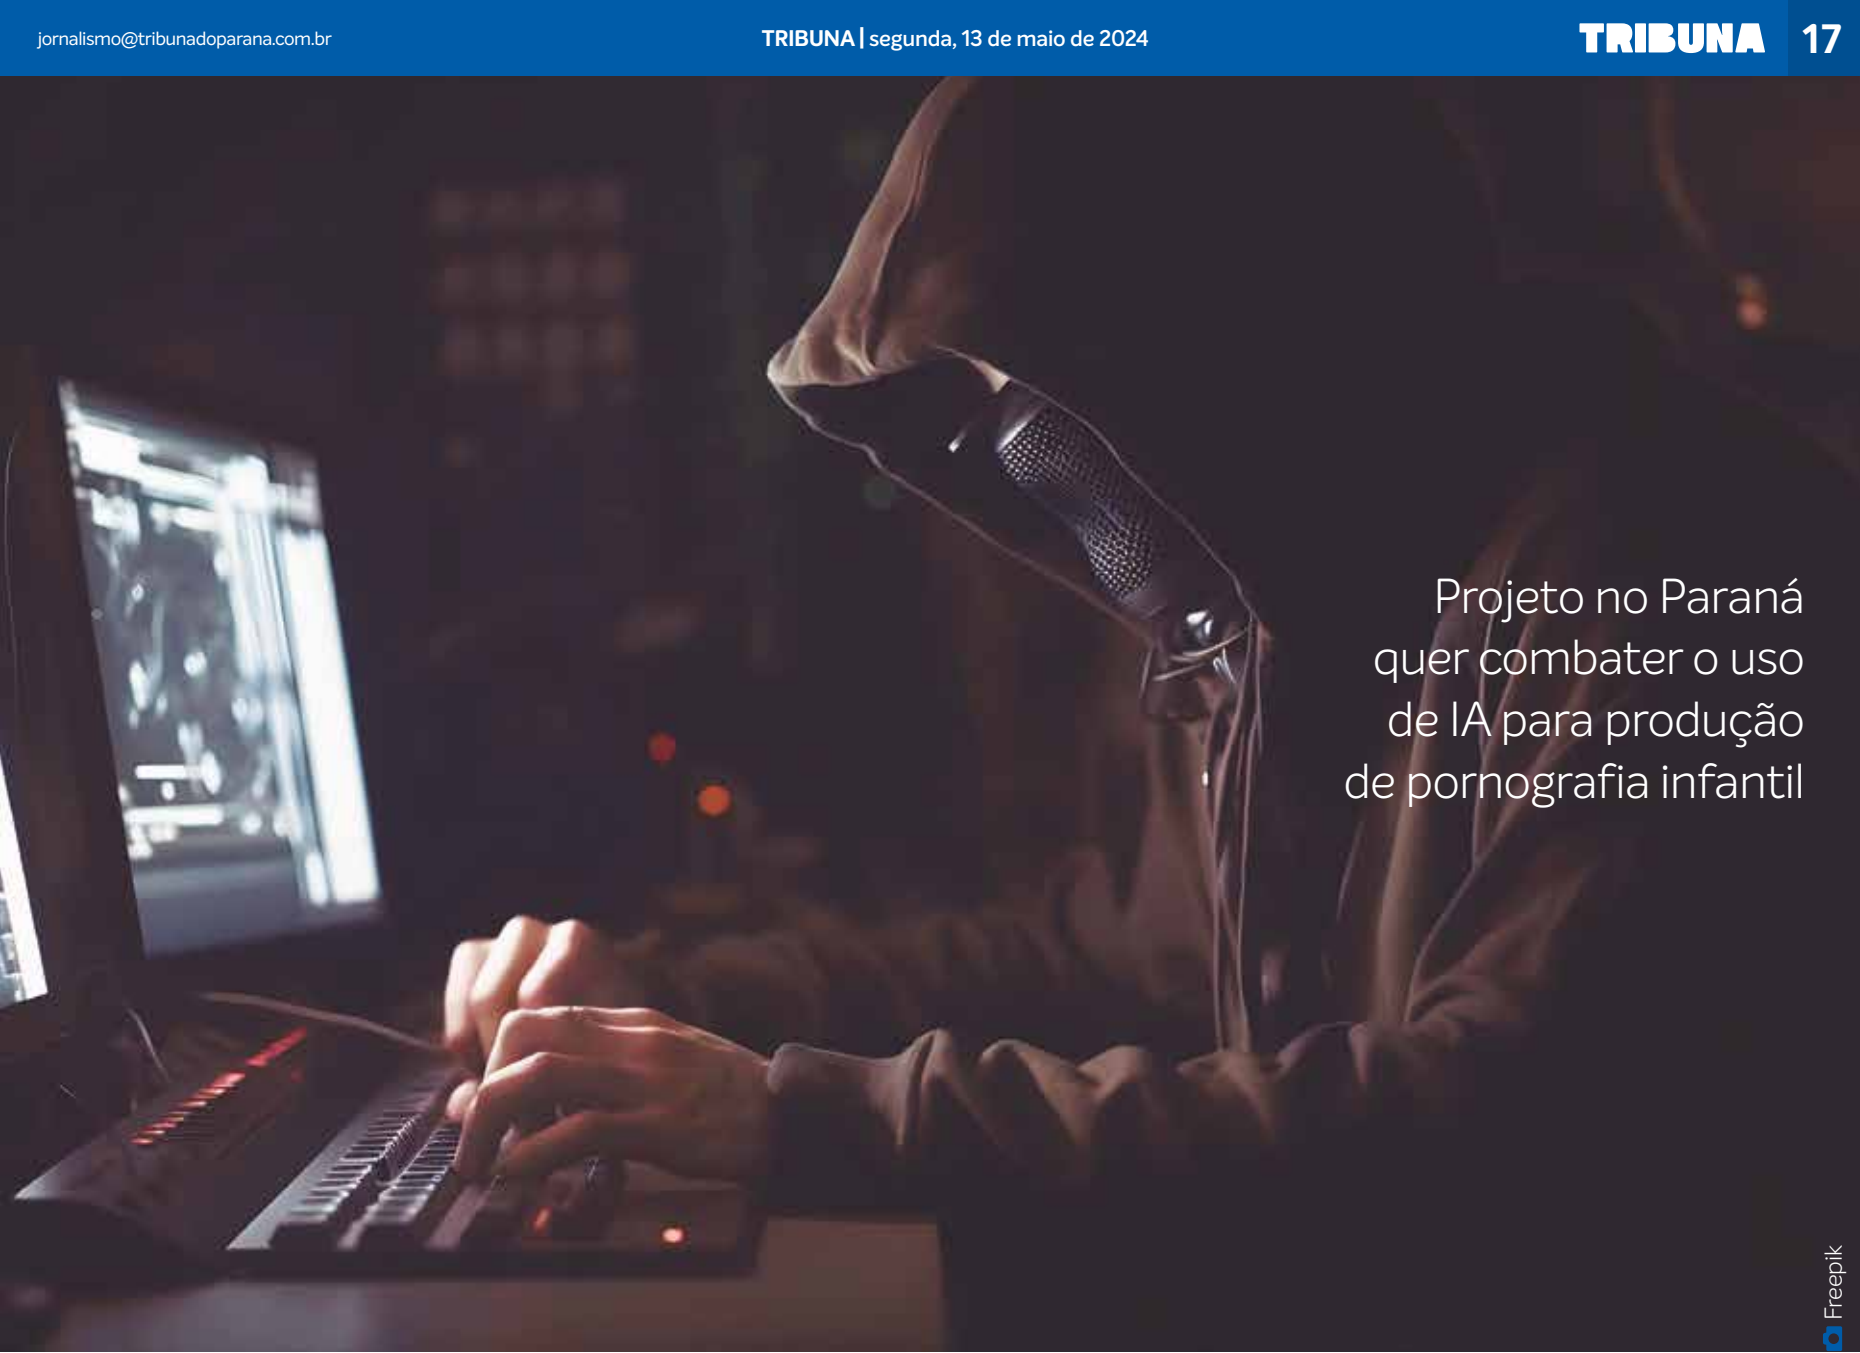 jornalismo@tribunadoparana.com.br
TRIBUNA | segunda, 13 de maio de 2024
TRIBUNA 17
Projeto no Paraná
quer combater o uso
de IA para produção
de pornografia infantil
Freepik